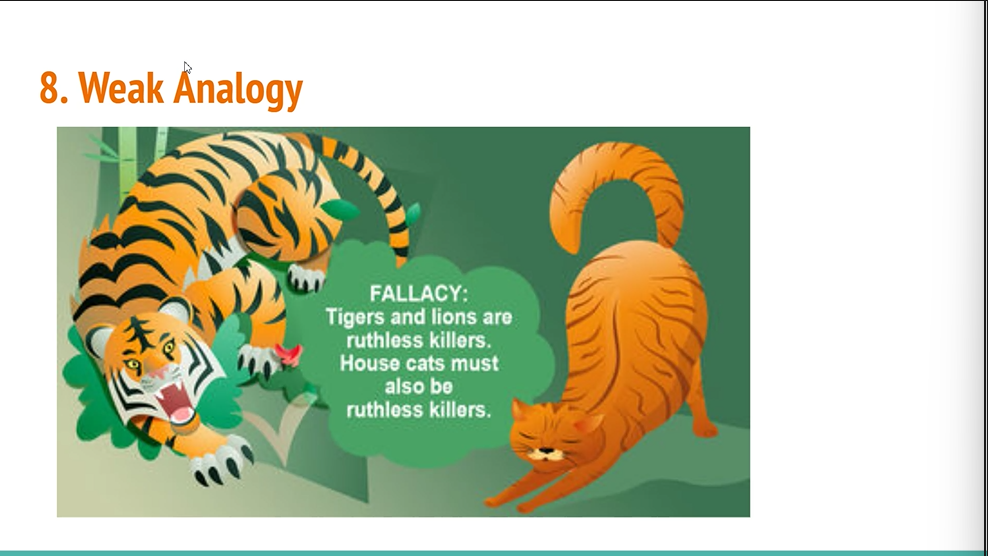 8. Weak Analogy
FALLACY:
Tigers and lions are
ruthless killers.
House cats must
also be
ruthless killers.